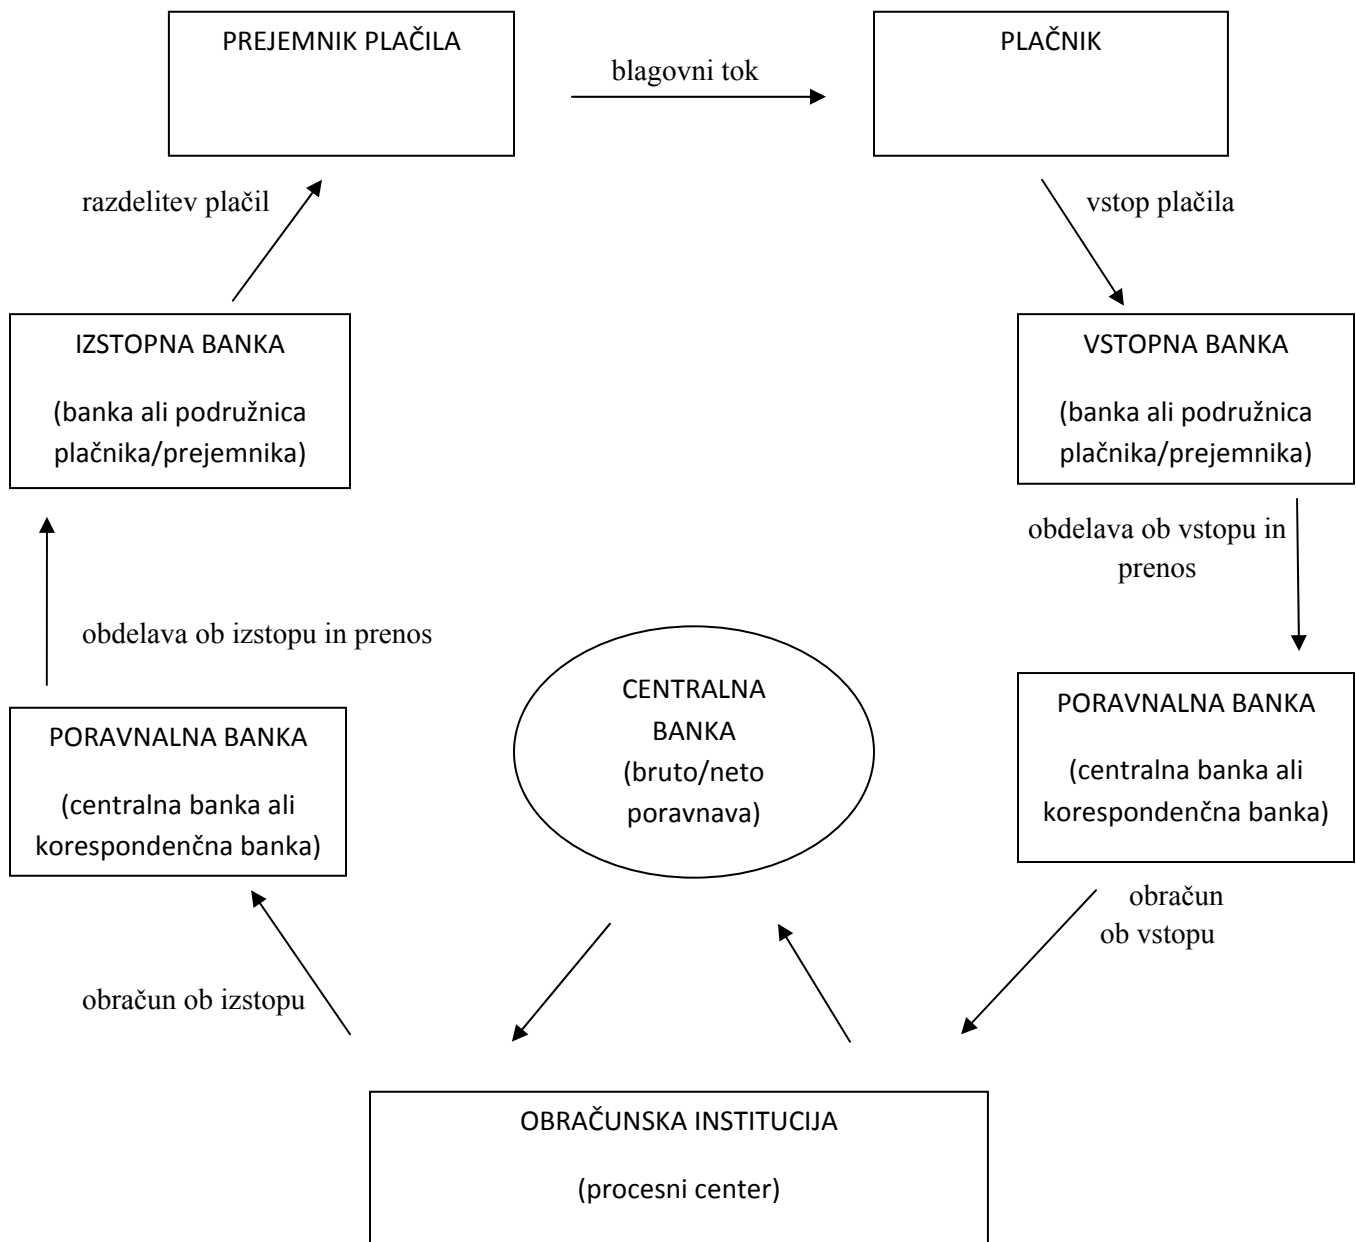 PREJEMNIK PLAČILA
blagovni tok
PLAČNIK
razdelitev plačil
vstop plačila
IZSTOPNA BANKA
(banka ali podružnica
plačnika/prejemnika)
VSTOPNA BANKA
(banka ali podružnica
plačnika/prejemnika)
obdelava ob vstopu in
prenos
obdelava ob izstopu in prenos
CENTRALNA
BANKA
(bruto/neto
poravnava)
PORAVNALNA BANKA
(centralna banka ali
korespondenčna banka)
PORAVNALNA BANKA
(centralna banka ali
korespondenčna banka)
obračun
ob vstopu
obračun ob izstopu
OBRAČUNSKA INSTITUCIJA
(procesni center)